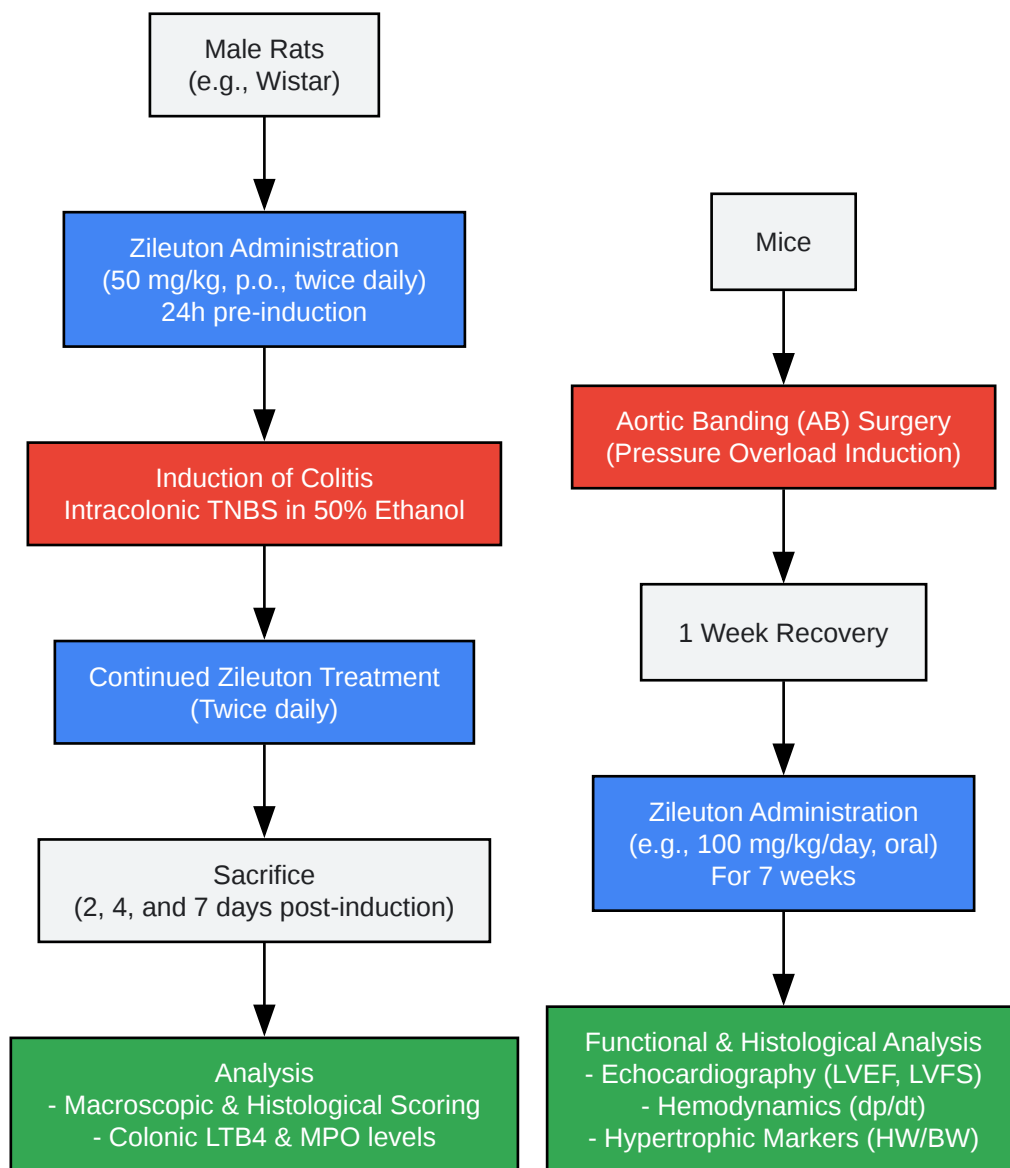 Male Rats
(e.g., Wistar)
Zileuton Administration
(50 mg/kg, p.o., twice daily)
24h pre-induction
Induction of Colitis
Intracolonic TNBS in 50% Ethanol
Continued Zileuton Treatment
(Twice daily)
Sacrifice
(2, 4, and 7 days post-induction)
Analysis
- Macroscopic & Histological Scoring
- Colonic LTB4 & MPO levels
Mice
Aortic Banding (AB) Surgery
(Pressure Overload Induction)
1 Week Recovery
Zileuton Administration
(e.g., 100 mg/kg/day, oral)
For 7 weeks
Functional & Histological Analysis
- Echocardiography (LVEF, LVFS)
- Hemodynamics (dp/dt)
- Hypertrophic Markers (HW/BW)